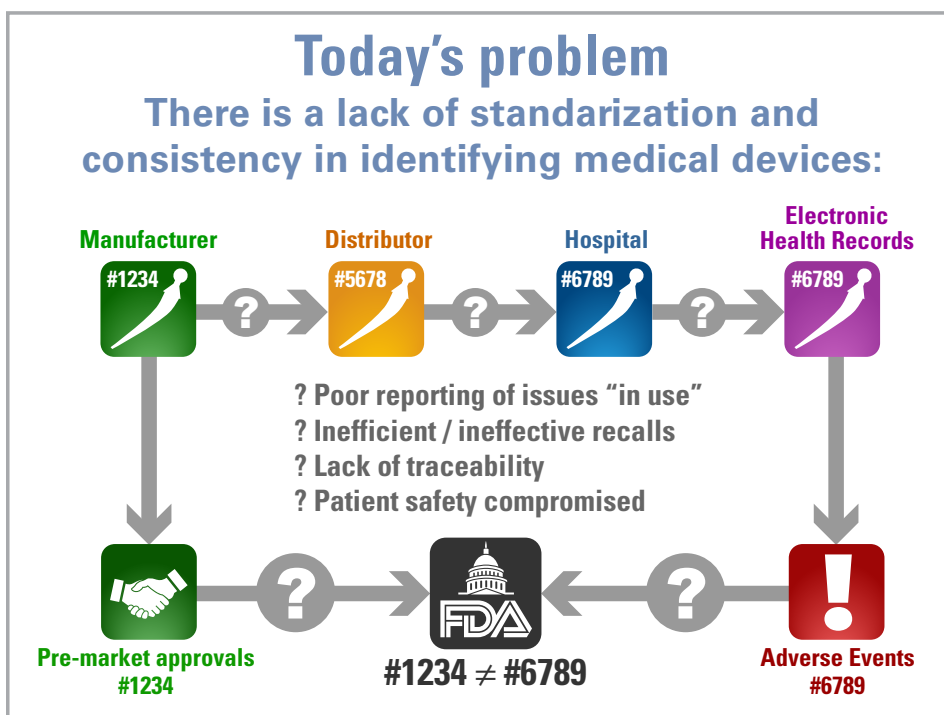 Today's problem
There is a lack of standarization and
consistency in identifying medical devices:
Manufacturer
Distributor
Hospital
Electronic
Health Records
#1234
#5678
#6789
#6789
?
?
?
? Poor reporting of issues “in use”
? Inefficient / ineffective recalls
? Lack of traceability
? Patient safety compromised
?
FDA
?
!
Pre-market approvals
#1234
#1234 ≠ #6789
Adverse Events
#6789